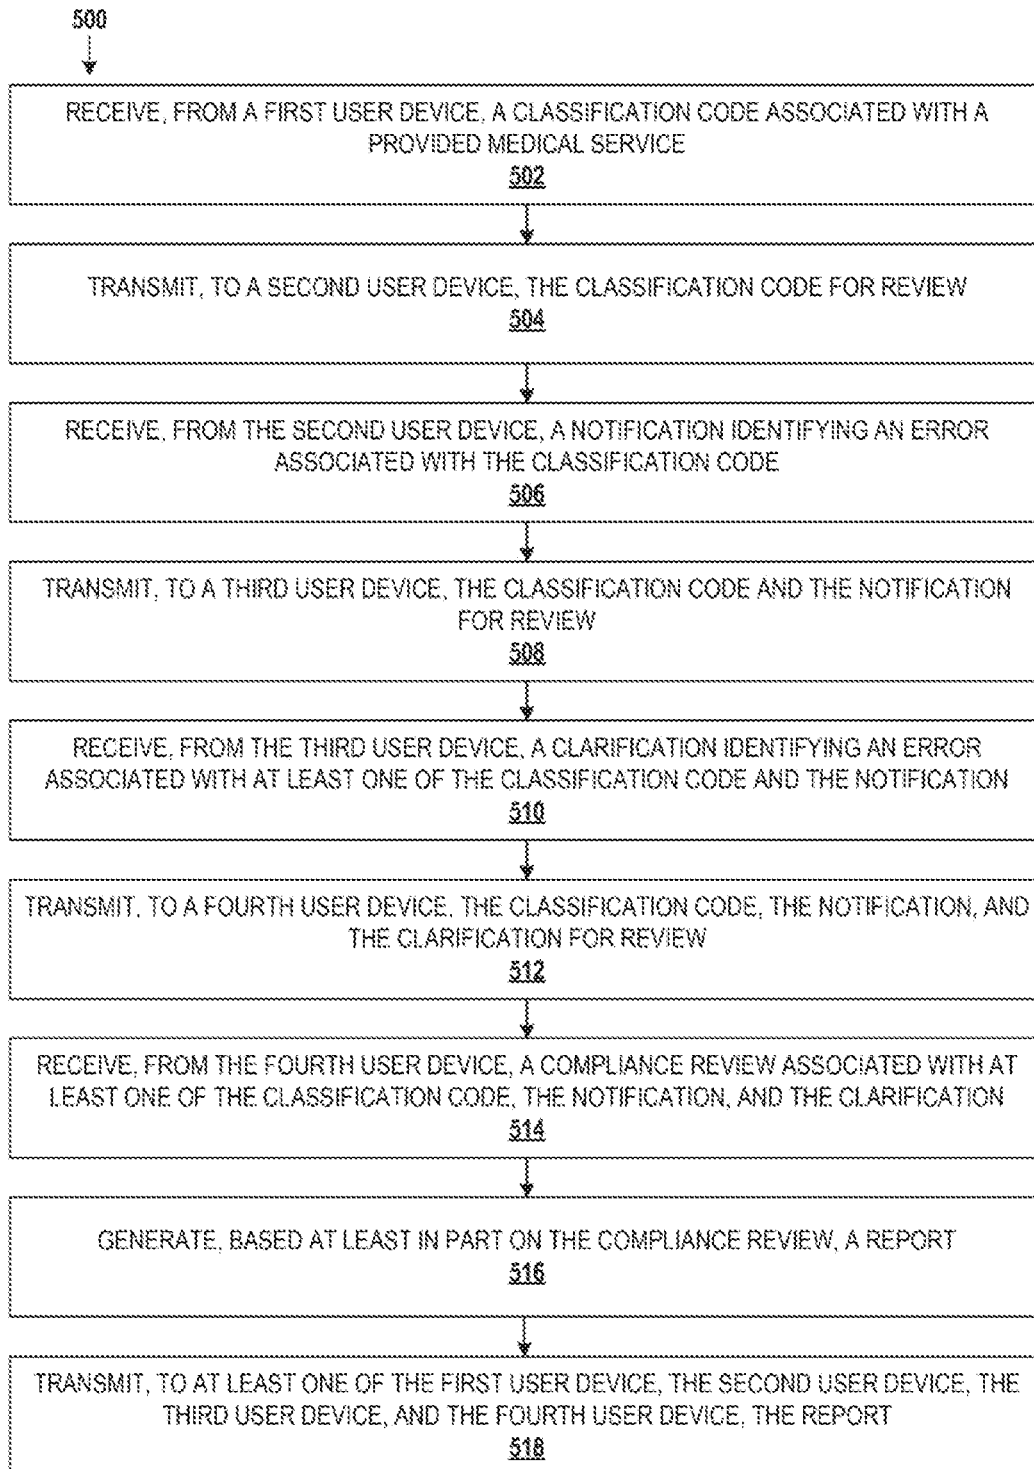 500
RECEIVE, FROM A FIRST USER DEVICE, A CLASSIFICATION CODE ASSOCIATED WITH A
PROVIDED MEDICAL SERVICE
502
TRANSMIT, TO A SECOND USER DEVICE, THE CLASSIFICATION CODE FOR REVIEW
504
RECEIVE, FROM THE SECOND USER DEVICE, A NOTIFICATION IDENTIFYING AN ERROR
ASSOCIATED WITH THE CLASSIFICATION CODE
506
TRANSMIT, TO A THIRD USER DEVICE, THE CLASSIFICATION CODE AND THE NOTIFICATION
FOR REVIEW
508
RECEIVE, FROM THE THIRD USER DEVICE, A CLARIFICATION IDENTIFYING AN ERROR
ASSOCIATED WITH AT LEAST ONE OF THE CLASSIFICATION CODE AND THE NOTIFICATION
510
TRANSMIT, TO A FOURTH USER DEVICE, THE CLASSIFICATION CODE, THE NOTIFICATION, AND
THE CLARIFICATION FOR REVIEW
512
RECEIVE, FROM THE FOURTH USER DEVICE, A COMPLIANCE REVIEW ASSOCIATED WITH AT
LEAST ONE OF THE CLASSIFICATION CODE, THE NOTIFICATION, AND THE CLARIFICATION
514
GENERATE, BASED AT LEAST IN PART ON THE COMPLIANCE REVIEW, A REPORT
516
TRANSMIT, TO AT LEAST ONE OF THE FIRST USER DEVICE, THE SECOND USER DEVICE, THE
THIRD USER DEVICE, AND THE FOURTH USER DEVICE, THE REPORT
518